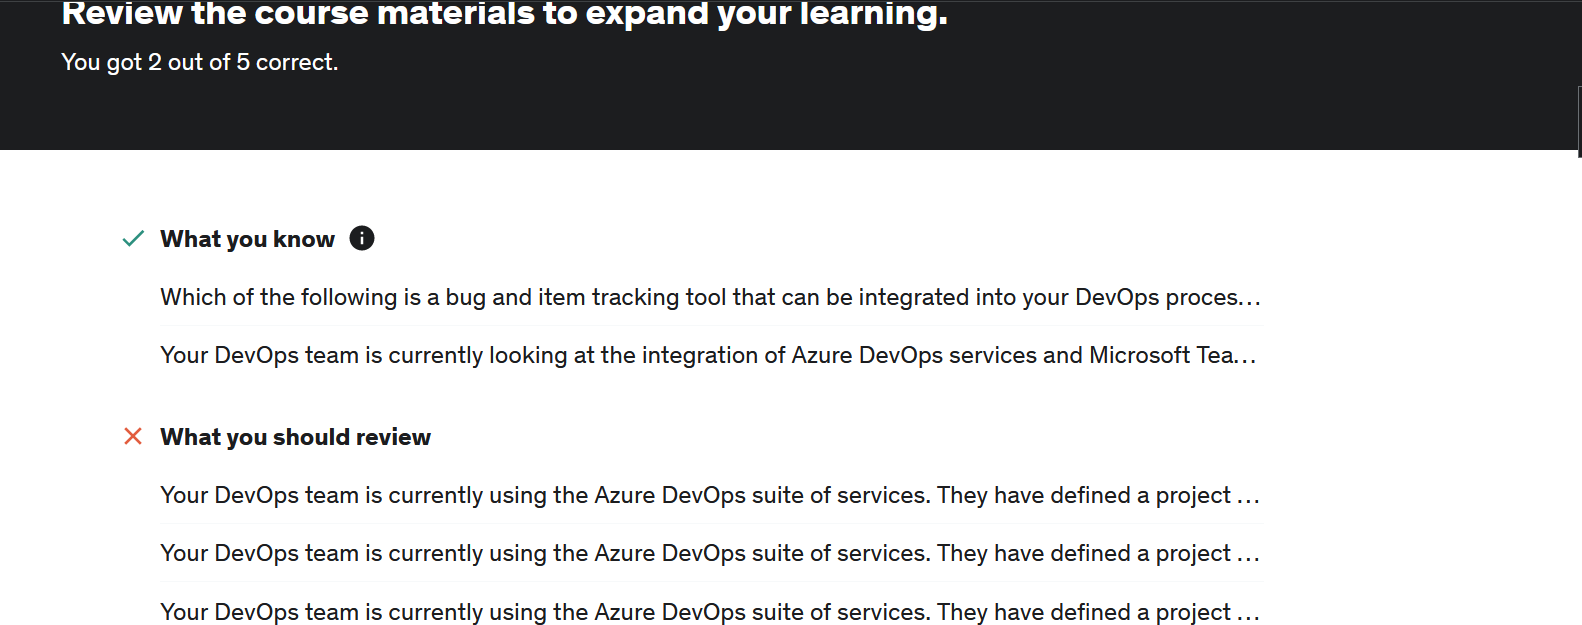 Review the course materials to expand your learning.
You got 2 out of 5 correct.
What you know
Which of the following is a bug and item tracking tool that can be integrated into your DevOps proces...
Your DevOps team is currently looking at the integration of Azure DevOps services and Microsoft Tea...
What you should review
Your DevOps team is currently using the Azure DevOps suite of services. They have defined a project ...
Your DevOps team is currently using the Azure DevOps suite of services. They have defined a project ...
Your DevOps team is currently using the Azure DevOps suite of services. They have defined a project ...